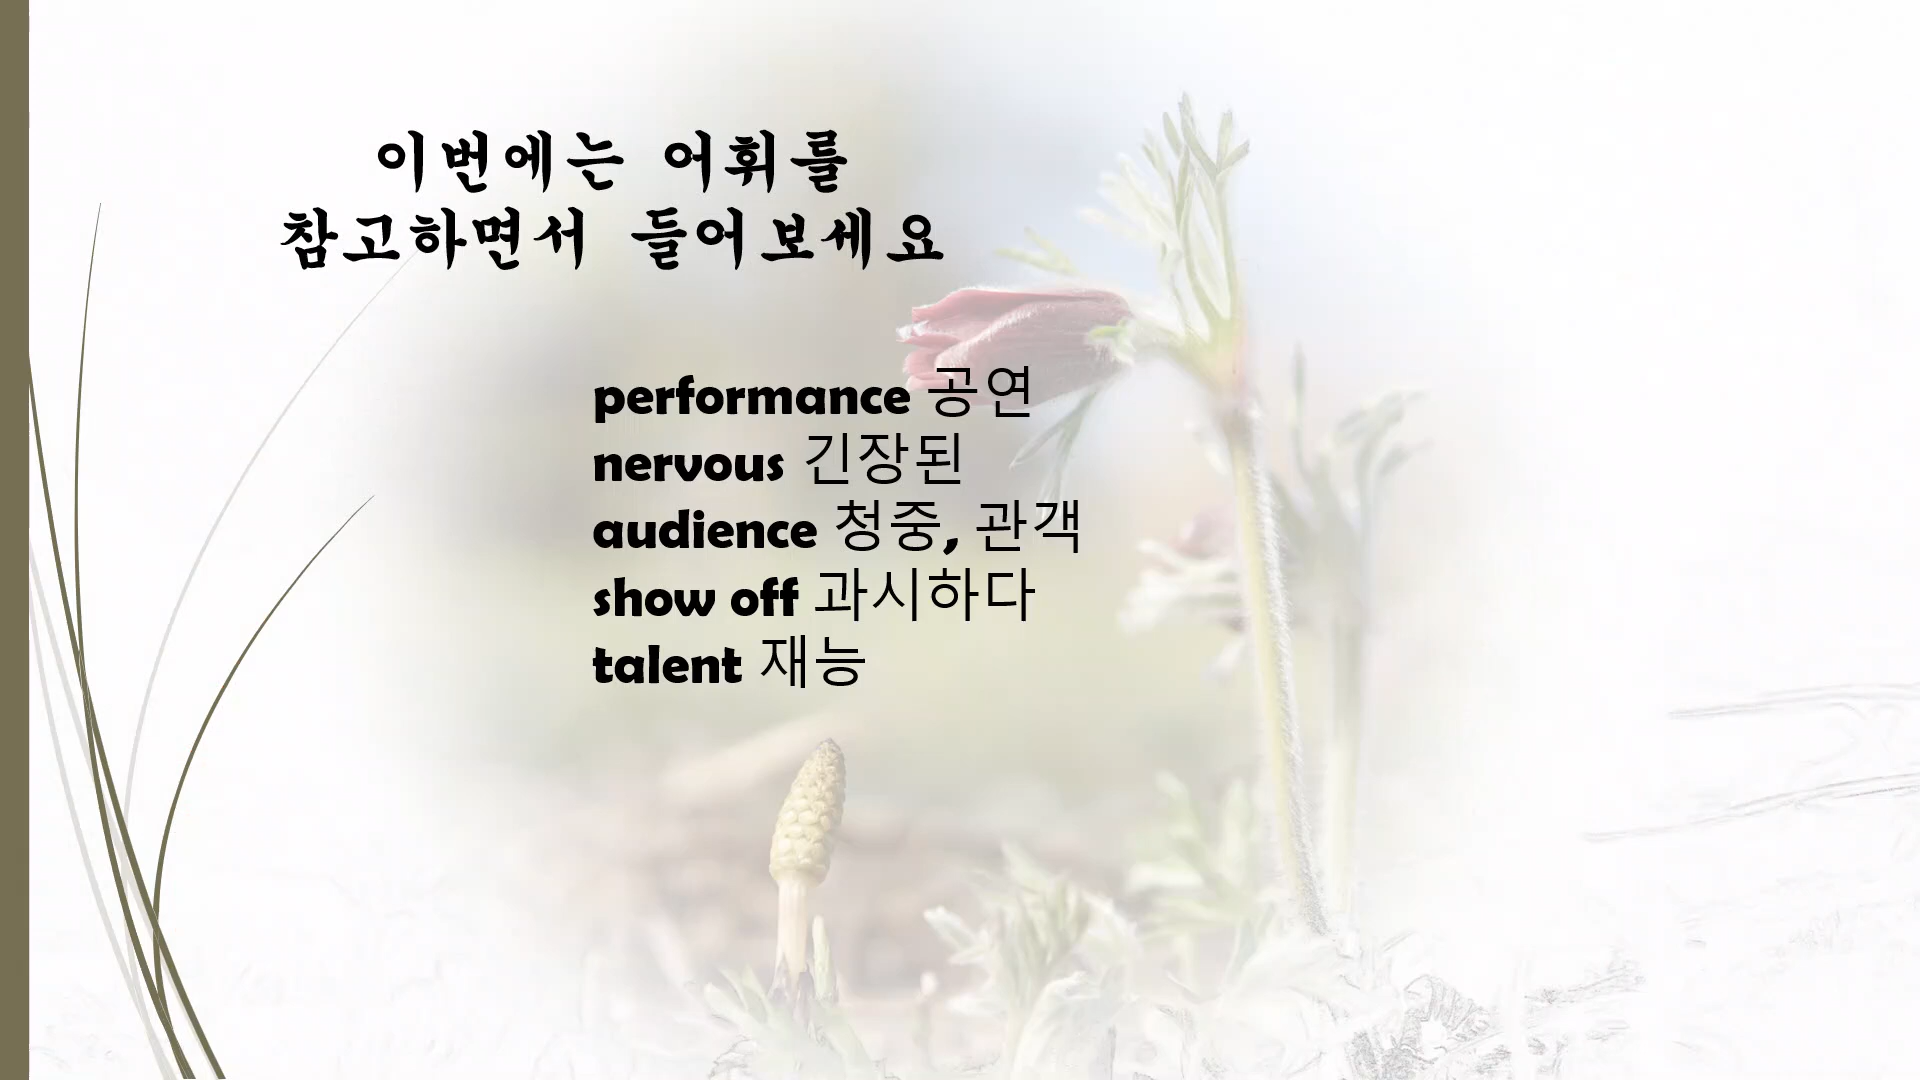 이번에는 어휘를
참고하면서 들어보세요
performance 공연
nervous 긴장된
audience 청중, 관객
show off 과시하다
talent 재능